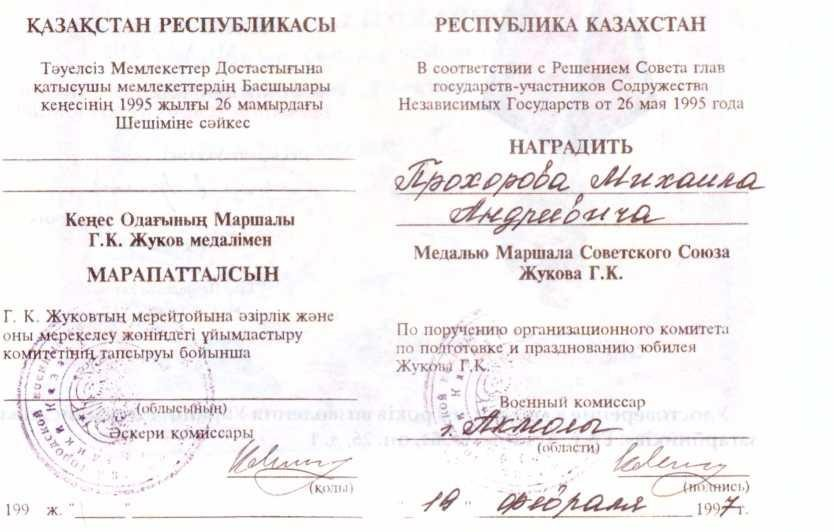 ҚАЗАҚСТАН РЕСПУБЛИКАСЫ
Тәуелсіз Мемлекеттер Достастығына
қатысушы мемлекеттердің Басшылары
кеңесінің 1995 жылғы 26 мамырдағы
Шешіміне сәйкес
Кеңес Одағының Маршалы
Г.К. Жуков медалімен
МАРАПАТТАЛСЫН
Г. К. Жуковтың мерейтойына әзірлік және
оны мерекелеу жөніндегі ұйымдастыру
комитетінің тапсыруы бойынша
(облысының)
Әскери комиссары
(қолы)
199 ж. "
РЕСПУБЛИКА КАЗАХСТАН
В соответствии с Решением Совета глав
государств-участников Содружества
Независимых Государств от 26 мая 1995 года
НАГРАДИТЬ
Прохорова Михаила
Андреевича
Медалью Маршала Советского Союза
Жукова Г.К.
По поручению организационного комитета
по подготовке и празднованию юбилея
Жукова Г.К.
Военный комиссар
г. Акмолы
(области)
(подпись)
" 19 " февраля 1997 г.